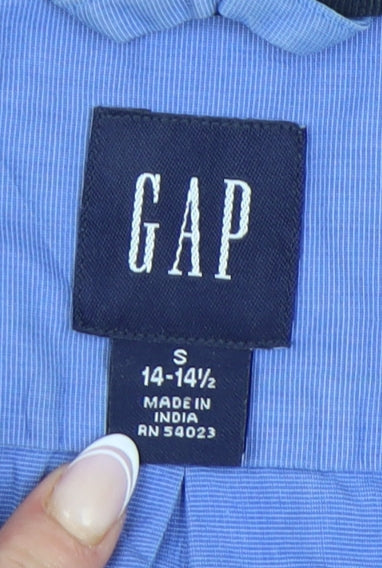 GAP
S
14-14½
MADE IN
INDIA
RN 54023